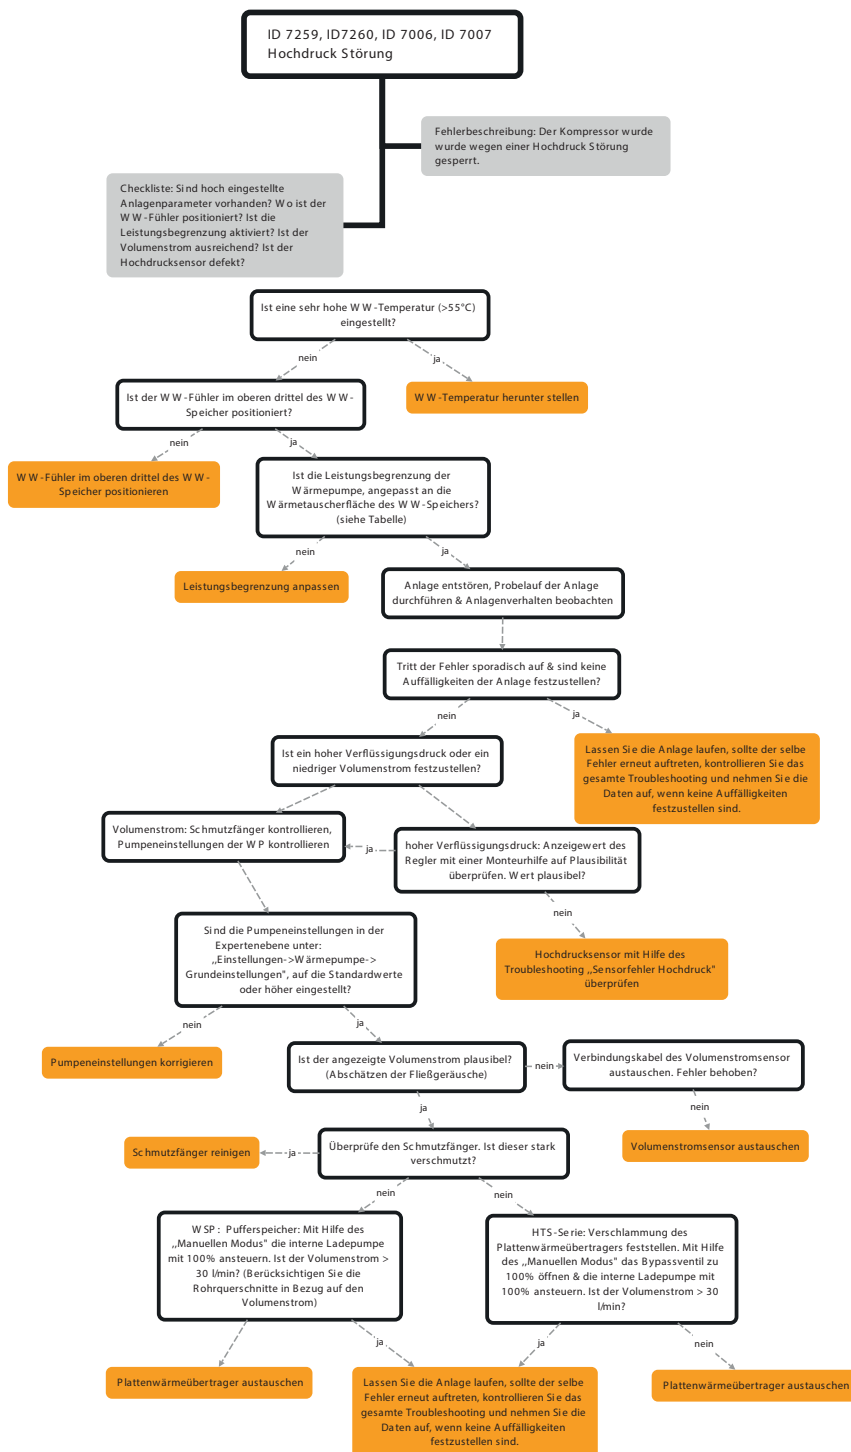 ID 7259, ID7260, ID 7006, ID 7007
Hochdruck Störung
Fehlerbeschreibung: Der Kompressor wurde
wurde wegen einer Hochdruck Störung
gesperrt.
Checkliste: Sind hoch eingestellte
Anlagenparameter vorhanden? Wo ist der
WW-Fühler positioniert? Ist die
Leistungsbegrenzung aktiviert? Ist der
Volumenstrom ausreichend? Ist der
Hochdrucksensor defekt?
Ist eine sehr hohe WW-Temperatur (>55°C)
eingestellt?
nein
ja
Ist der WW-Fühler im oberen drittel des WW-
Speicher positioniert?
WW-Temperatur herunter stellen
nein
ja
WW-Fühler im oberen drittel des WW-
Speicher positionieren
Ist die Leistungsbegrenzung der
Wärmepumpe, angepasst an die
Wärmetauscherfläche des WW-Speichers?
(siehe Tabelle)
nein
ja
Leistungsbegrenzung anpassen
Anlage entstören, Probelauf der Anlage
durchführen & Anlagenverhalten beobachten
Tritt der Fehler sporadisch auf & sind keine
Auffälligkeiten der Anlage festzustellen?
nein
ja
Ist ein hoher Verflüssigungsdruck oder ein
niedriger Volumenstrom festzustellen?
Lassen Sie die Anlage laufen, sollte der selbe
Fehler erneut auftreten, kontrollieren Sie das
gesamte Troubleshooting und nehmen Sie die
Daten auf, wenn keine Auffälligkeiten
festzustellen sind.
Volumenstrom: Schmutzfänger kontrollieren,
Pumpeneinstellungen der WP kontrollieren
ja
hoher Verflüssigungsdruck: Anzeigewert des
Regler mit einer Monteurhilfe auf Plausibilität
überprüfen. Wert plausibel?
nein
Sind die Pumpeneinstellungen in der
Expertenebene unter:
„Einstellungen->Wärmepumpe->
Grundeinstellungen", auf die Standardwerte
oder höher eingestellt?
Hochdrucksensor mit Hilfe des
Troubleshooting „Sensorfehler Hochdruck"
überprüfen
nein
ja
Pumpeneinstellungen korrigieren
Ist der angezeigte Volumenstrom plausibel?
(Abschätzen der Fließgeräusche)
nein
Verbindungskabel des Volumenstromsensor
austauschen. Fehler behoben?
ja
nein
Schmutzfänger reinigen
ja
Überprüfe den Schmutzfänger. Ist dieser stark
verschmutzt?
Volumenstromsensor austauschen
nein
nein
WSP: Pufferspeicher: Mit Hilfe des
„Manuellen Modus" die interne Ladepumpe
mit 100% ansteuern. Ist der Volumenstrom >
30 l/min? (Berücksichtigen Sie die
Rohrquerschnitte in Bezug auf den
Volumenstrom)
HTS-Serie: Verschlammung des
Plattenwärmeübertragers feststellen. Mit Hilfe
des „Manuellen Modus" das Bypassventil zu
100% öffnen & die interne Ladepumpe mit
100% ansteuern. Ist der Volumenstrom > 30
l/min?
ja
ja
nein
Plattenwärmeübertrager austauschen
Lassen Sie die Anlage laufen, sollte der selbe
Fehler erneut auftreten, kontrollieren Sie das
gesamte Troubleshooting und nehmen Sie die
Daten auf, wenn keine Auffälligkeiten
festzustellen sind.
Plattenwärmeübertrager austauschen